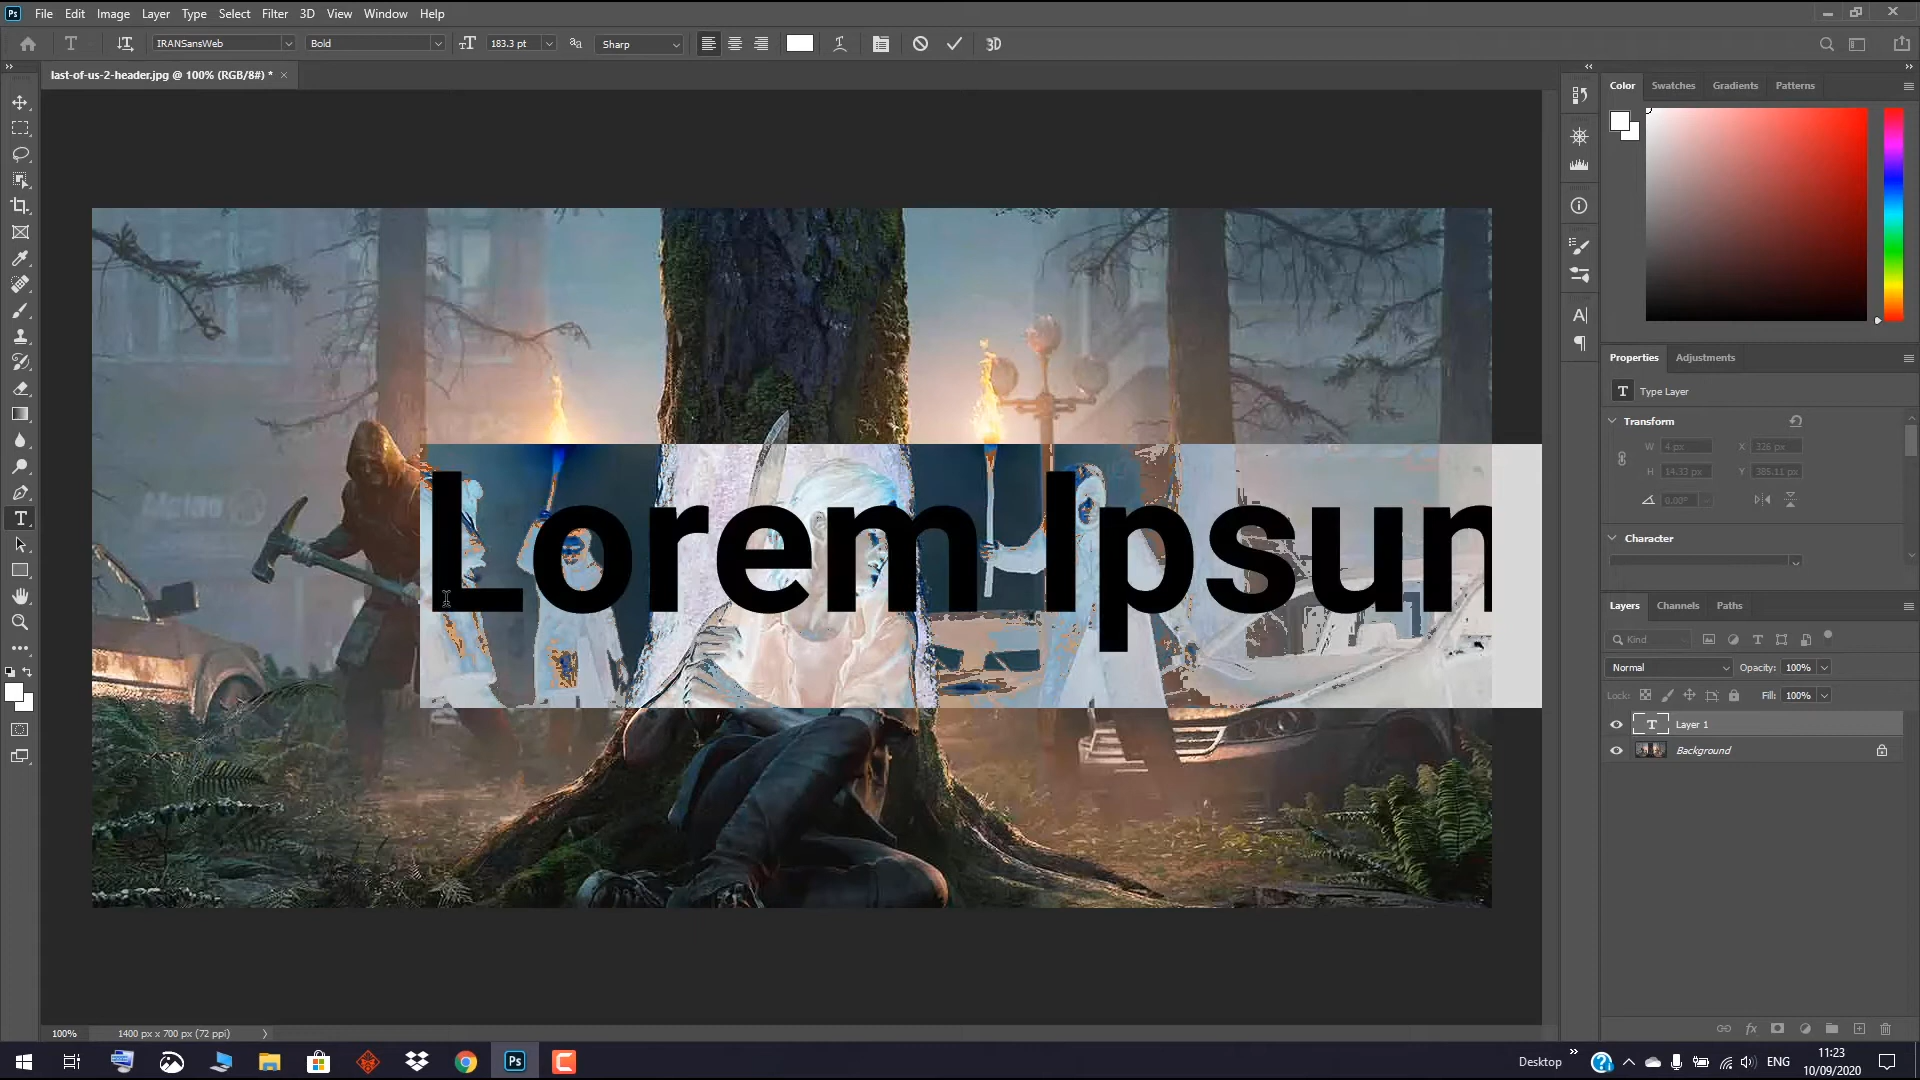 Ps File Edit Image Layer Type Select Filter 3D View Window Help
T IRANSansWeb Bold 183.3 pt Sharp 3D
last-of-us-2-header.jpg @ 100% (RGB/8#) * ×
Color Swatches Gradients Patterns
Properties Adjustments
T Type Layer
Transform
W 4 px X 326 px
H 14.33 px Y 385.11 px
0.00°
Character
Lorem Ipsum
Layers Channels Paths
Kind
Normal Opacity: 100%
Lock: Fill: 100%
T Layer 1
Background
100% 1400 px x 700 px (72 ppi)
Ps Desktop ENG 11:23
10/09/2020